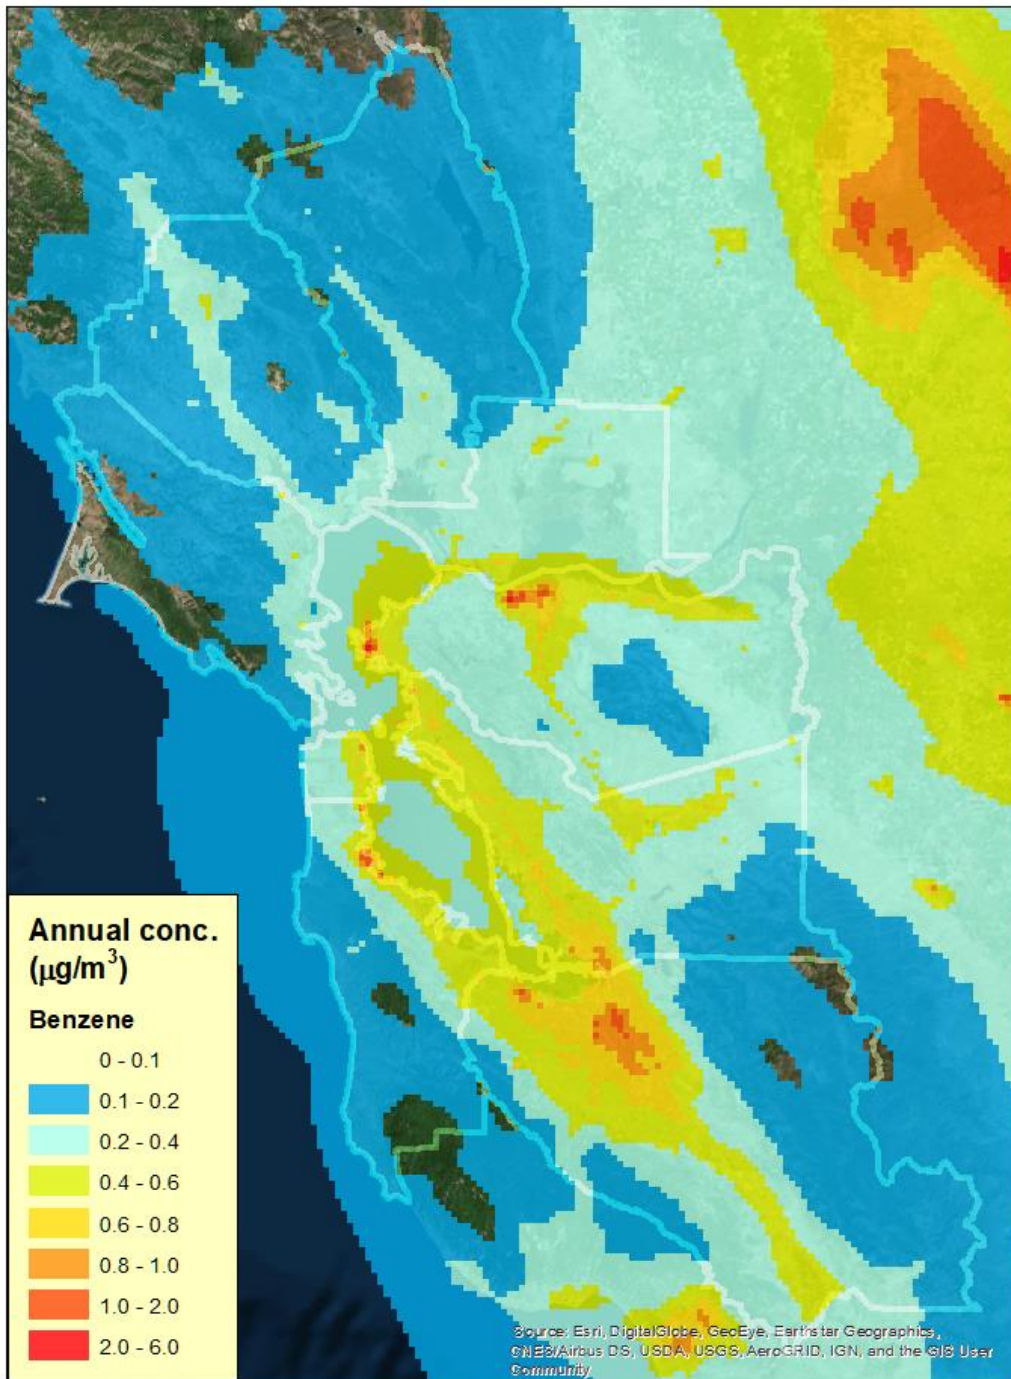 Annual conc.
(µg/m³)
Benzene
0 - 0.1
0.1 - 0.2
0.2 - 0.4
0.4 - 0.6
0.6 - 0.8
0.8 - 1.0
1.0 - 2.0
2.0 - 6.0
Source: Esri, DigitalGlobe, GeoEye, Earthstar Geographics,
CNES/Airbus DS, USDA, USGS, AeroGRID, IGN, and the GIS User
Community